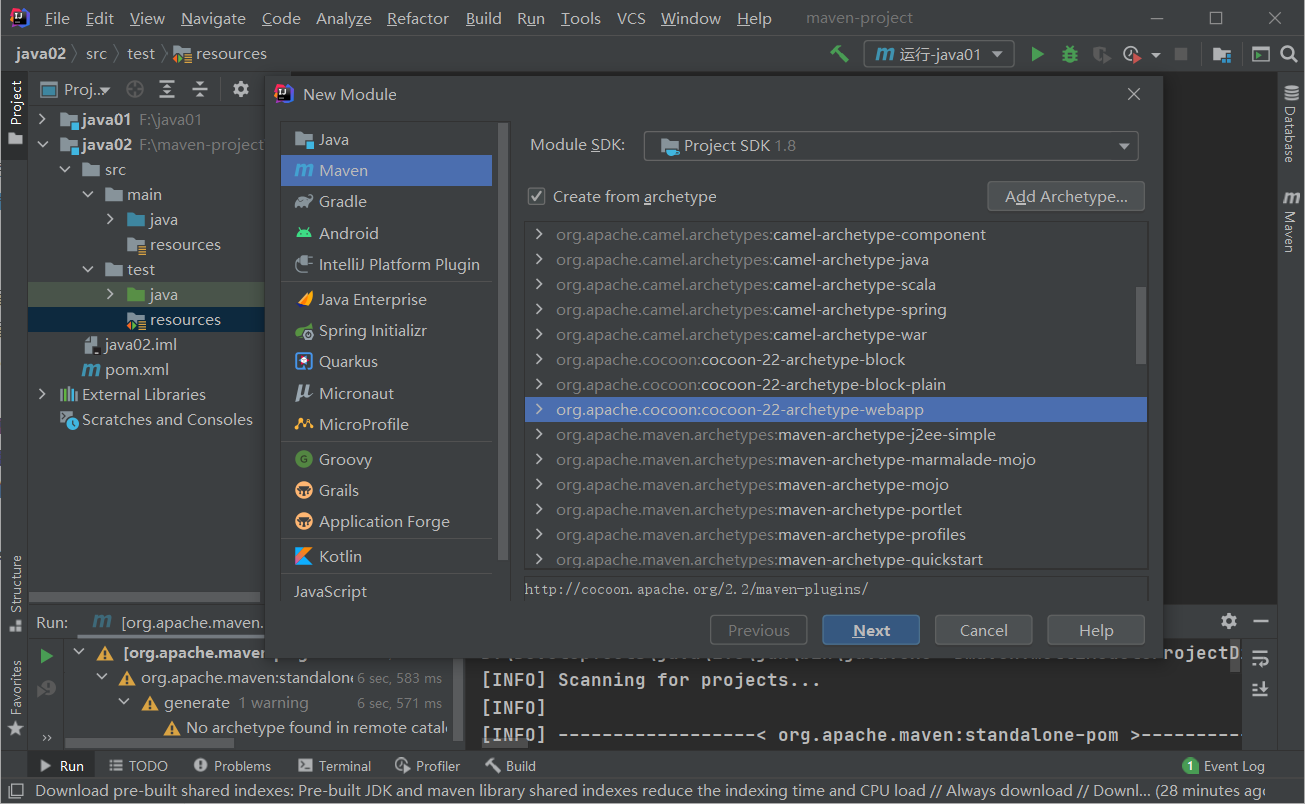 File Edit View Navigate Code Analyze Refactor Build Run Tools VCS Window Help maven-project
java02 src test resources
m 运行-java01
Project
Proj..
java01 F:\java01
java02 F:\maven-project
src
main
java
resources
test
java
resources
java02.iml
pom.xml
External Libraries
Scratches and Consoles
New Module
Java
Maven
Gradle
Android
IntelliJ Platform Plugin
Java Enterprise
Spring Initializr
Quarkus
Micronaut
MicroProfile
Groovy
Grails
Application Forge
Kotlin
JavaScript
Module SDK: Project SDK 1.8
Create from archetype Add Archetype...
org.apache.camel.archetypes:camel-archetype-component
org.apache.camel.archetypes:camel-archetype-java
org.apache.camel.archetypes:camel-archetype-scala
org.apache.camel.archetypes:camel-archetype-spring
org.apache.camel.archetypes:camel-archetype-war
org.apache.cocoon:cocoon-22-archetype-block
org.apache.cocoon:cocoon-22-archetype-block-plain
org.apache.cocoon:cocoon-22-archetype-webapp
org.apache.maven.archetypes:maven-archetype-j2ee-simple
org.apache.maven.archetypes:maven-archetype-marmalade-mojo
org.apache.maven.archetypes:maven-archetype-mojo
org.apache.maven.archetypes:maven-archetype-portlet
org.apache.maven.archetypes:maven-archetype-profiles
org.apache.maven.archetypes:maven-archetype-quickstart
http://cocoon.apache.org/2.2/maven-plugins/
Previous Next Cancel Help
Database
Maven
Structure
Favorites
Run: m [org.apache.maven.
[org.apache.maven
org.apache.maven:standalone 6 sec, 583 ms
generate 1 warning 6 sec, 571 ms
No archetype found in remote catal
rojectD
[INFO] Scanning for projects...
[INFO]
[INFO] ------------------< org.apache.maven:standalone-pom >----------
Run TODO Problems Terminal Profiler Build 1 Event Log
Download pre-built shared indexes: Pre-built JDK and maven library shared indexes reduce the indexing time and CPU load // Always download // Downl... (28 minutes ago